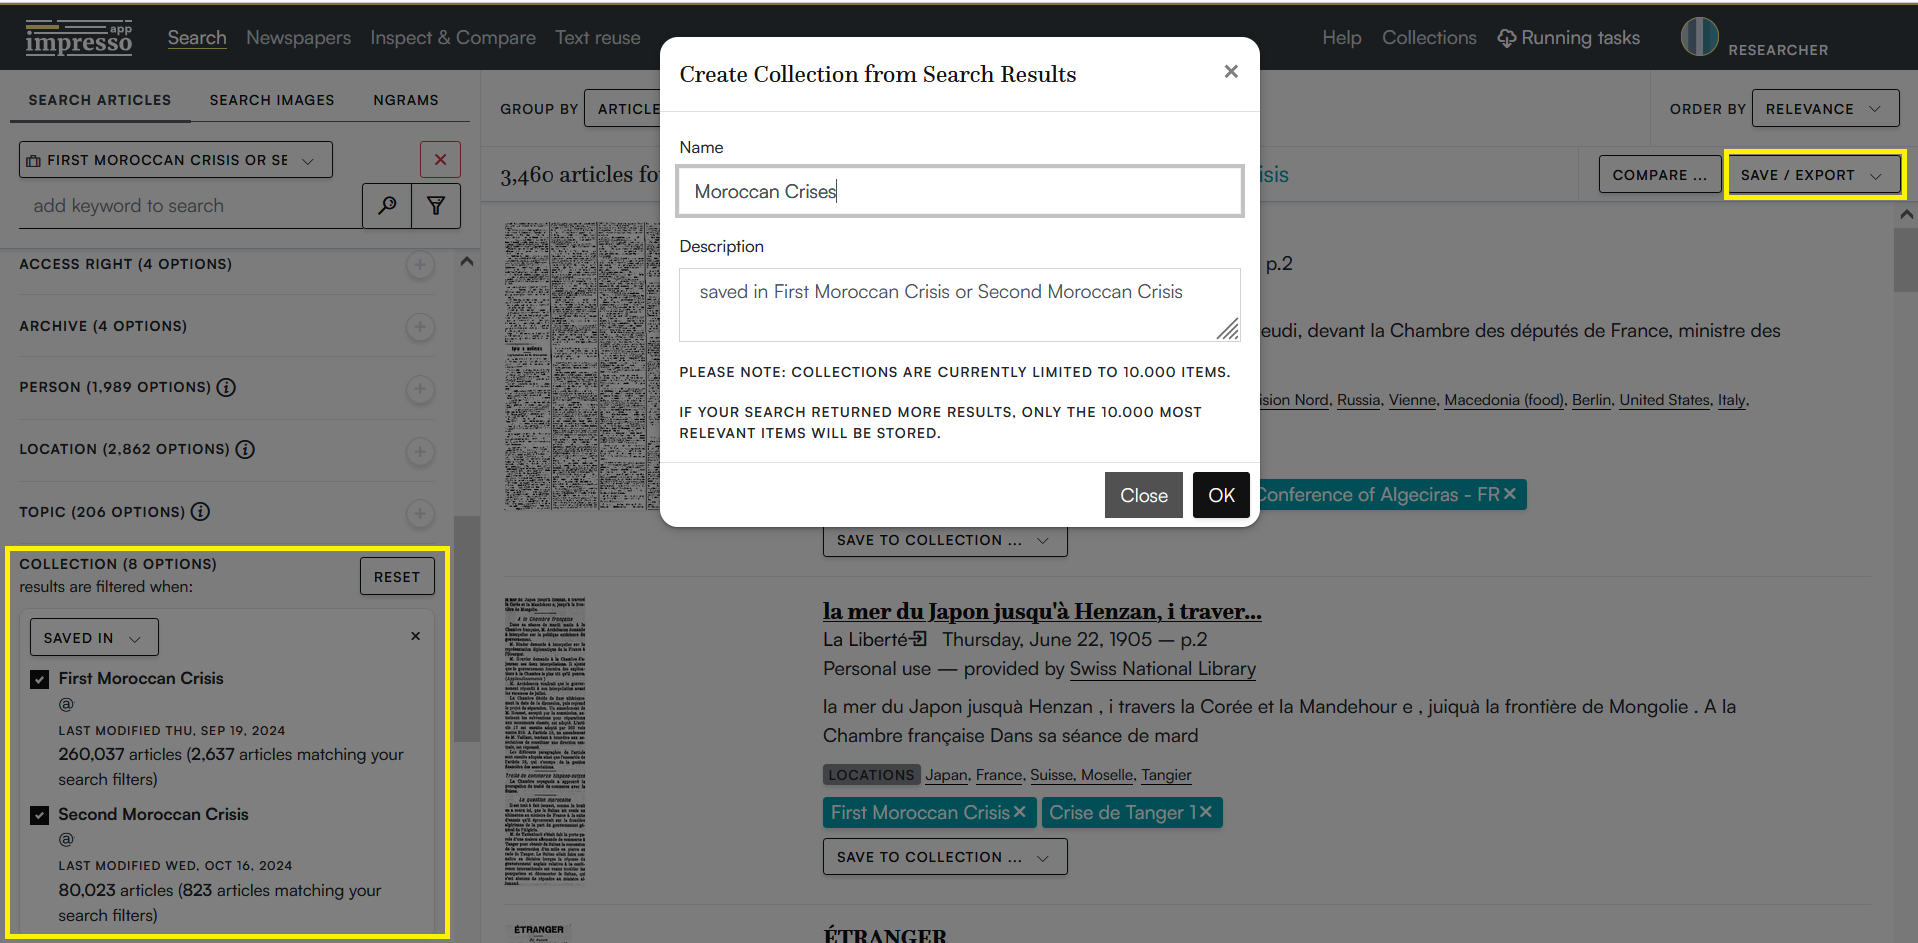 impresso app
Search Newspapers Inspect & Compare Text reuse
Help Collections Running tasks RESEARCHER
SEARCH ARTICLES SEARCH IMAGES NGRAMS
FIRST MOROCCAN CRISIS OR SE
add keyword to search
ACCESS RIGHT (4 OPTIONS)
ARCHIVE (4 OPTIONS)
PERSON (1,989 OPTIONS)
LOCATION (2,862 OPTIONS)
TOPIC (206 OPTIONS)
COLLECTION (8 OPTIONS)
results are filtered when:
RESET
SAVED IN
First Moroccan Crisis
@
LAST MODIFIED THU, SEP 19, 2024
260,037 articles (2,637 articles matching your
search filters)
Second Moroccan Crisis
@
LAST MODIFIED WED, OCT 16, 2024
80,023 articles (823 articles matching your
search filters)
GROUP BY ARTICLE
ORDER BY RELEVANCE
3,460 articles fo
isis
COMPARE ...
SAVE / EXPORT
Create Collection from Search Results
Name
Moroccan Crises
Description
saved in First Moroccan Crisis or Second Moroccan Crisis
PLEASE NOTE: COLLECTIONS ARE CURRENTLY LIMITED TO 10.000 ITEMS.
IF YOUR SEARCH RETURNED MORE RESULTS, ONLY THE 10.000 MOST
RELEVANT ITEMS WILL BE STORED.
Close OK
p.2
eudi, devant la Chambre des députés de France, ministre des
ision Nord, Russia, Vienne, Macedonia (food), Berlin, United States, Italy,
Conference of Algeciras - FR
SAVE TO COLLECTION ...
la mer du Japon jusqu'à Henzan, i traver...
La Liberté Thursday, June 22, 1905 — p.2
Personal use — provided by Swiss National Library
la mer du Japon jusquà Henzan , i travers la Corée et la Mandehour e , juiquà la frontière de Mongolie . A la
Chambre française Dans sa séance de mard
LOCATIONS Japan, France, Suisse, Moselle, Tangier
First Moroccan Crisis Crise de Tanger 1
SAVE TO COLLECTION ...
ÉTRANGER
ÉTRANGER